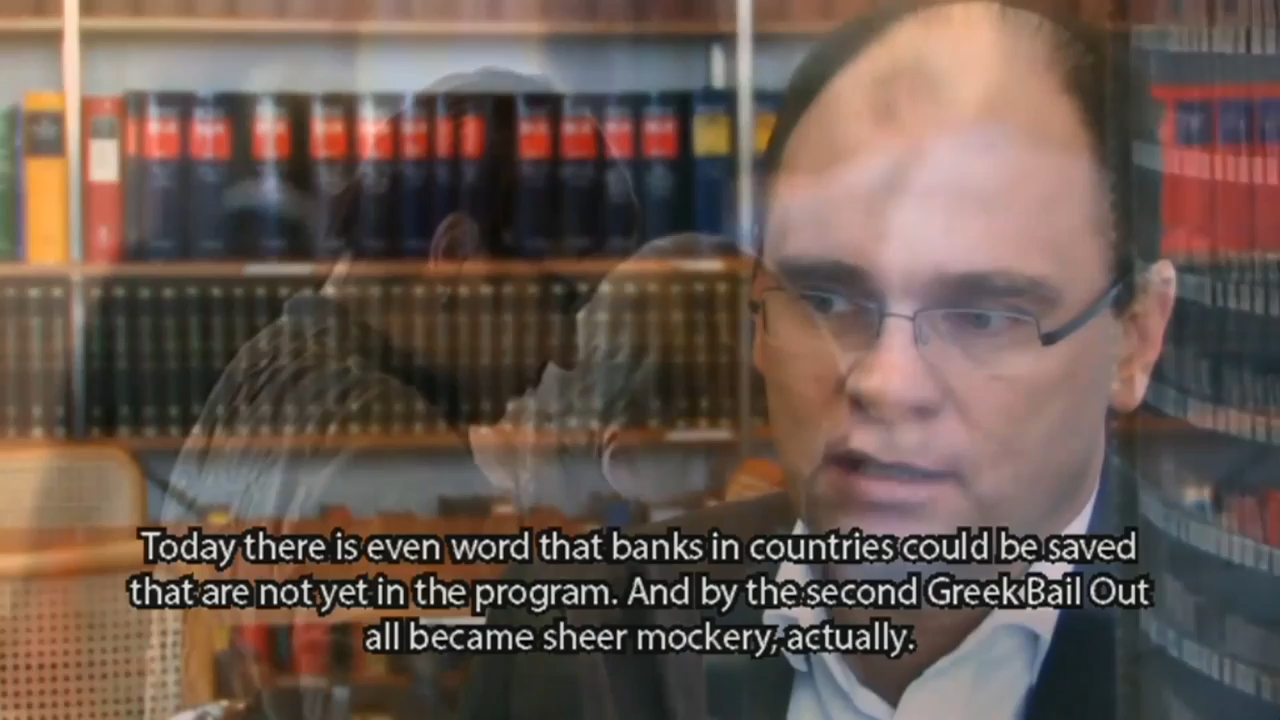 Today there is even word that banks in countries could be saved
that are not yet in the program. And by the second Greek Bail Out
all became sheer mockery, actually.